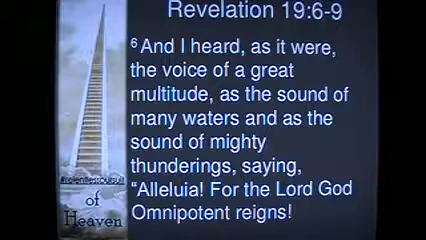 Revelation 19:6-9
6 And I heard, as it were,
the voice of a great
multitude, as the sound of
many waters and as the
sound of mighty
thunderings, saying,
"Alleluia! For the Lord God
Omnipotent reigns!
of
Heaven